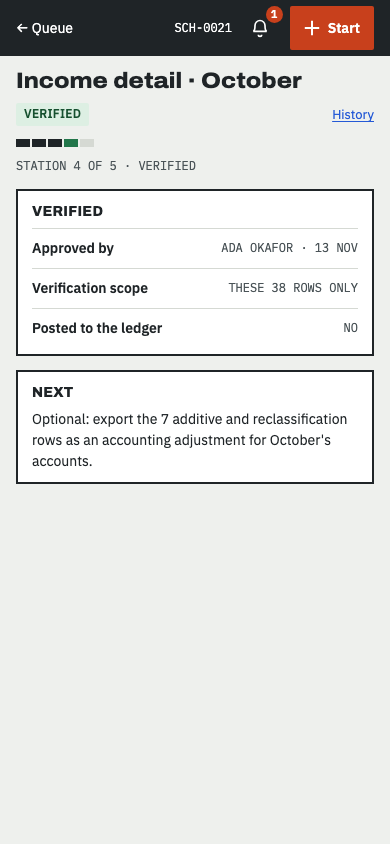 ← Queue
SCH-0021
1
+ Start
Income detail · October
VERIFIED
History
STATION 4 OF 5 · VERIFIED
VERIFIED
Approved by
ADA OKAFOR · 13 NOV
Verification scope
THESE 38 ROWS ONLY
Posted to the ledger
NO
NEXT
Optional: export the 7 additive and reclassification
rows as an accounting adjustment for October's
accounts.